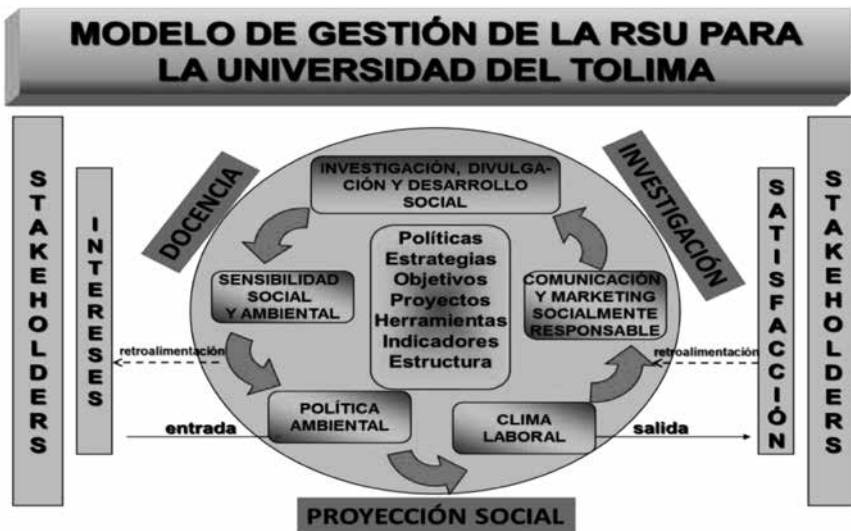 MODELO DE GESTIÓN DE LA RSU PARA
LA UNIVERSIDAD DEL TOLIMA
STAKEHOLDERS
INTERESES
DOCENCIA
INVESTIGACIÓN, DIVULGA-
CIÓN Y DESARROLLO
SOCIAL
INVESTIGACIÓN
SATISFACCIÓN
STAKEHOLDERS
SENSIBILIDAD
SOCIAL
Y AMBIENTAL
Políticas
Estrategias
Objetivos
Proyectos
Herramientas
Indicadores
Estructura
COMUNICACIÓN
Y MARKETING
SOCIALMENTE
RESPONSABLE
retroalimentación
retroalimentación
entrada
POLÍTICA
AMBIENTAL
CLIMA
LABORAL
salida
PROYECCIÓN SOCIAL